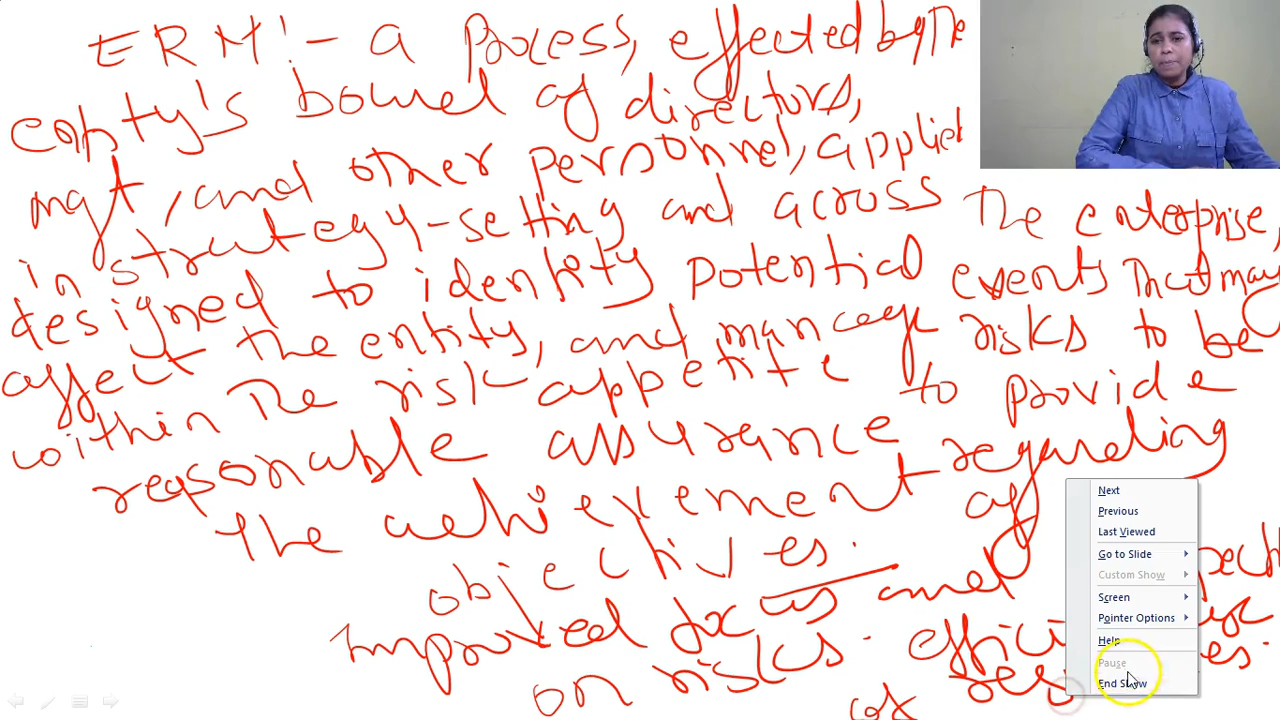 ERM :- a process, effected by the
entity's board of directors,
mgt, and other personnel, applied
in strategy-setting and across the enterprise,
designed to identity potential events that may
affect the entity, and manage risks to be
within the risk appetite to provide
reasonable assurance regarding
the achievement of
objectives.
Improved focus and
on risks. 
of
Next
Previous
Last Viewed
Go to Slide
Custom Show
Screen
Pointer Options
Help
Pause
End Show